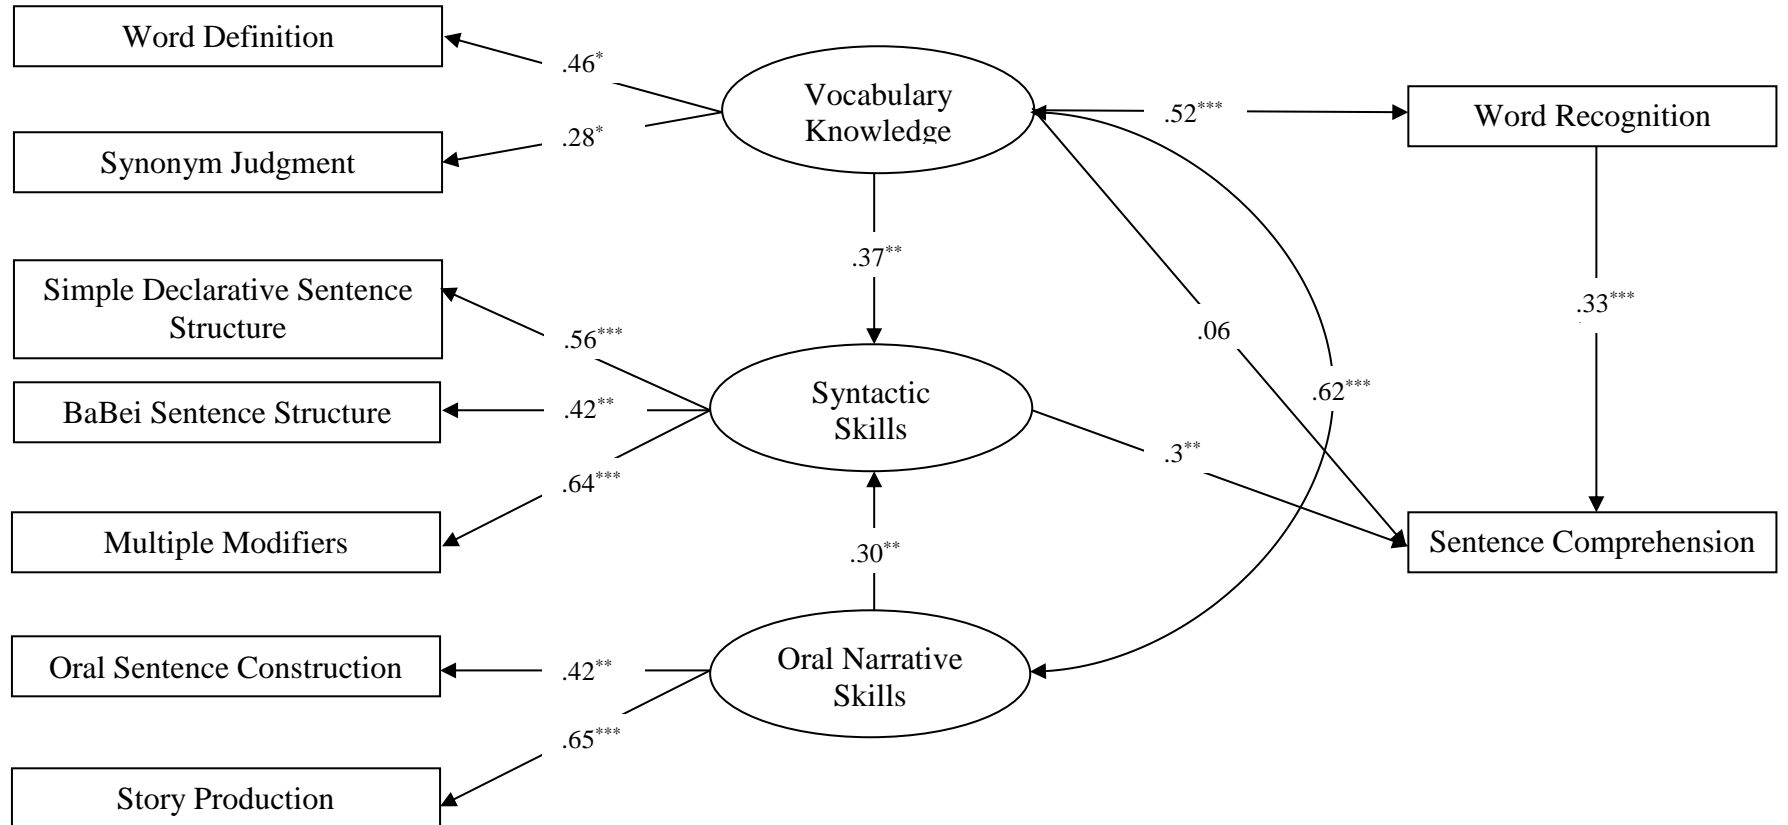 Word Definition
.46*
Vocabulary
Knowledge
.52***
Word Recognition
Synonym Judgment
.28*
.37**
Simple Declarative Sentence
Structure
.56***
.06
.33***
BaBei Sentence Structure
.42**
Syntactic
Skills
.62***
.3**
.64***
Multiple Modifiers
.30**
Sentence Comprehension
Oral Sentence Construction
.42**
Oral Narrative
Skills
.65***
Story Production